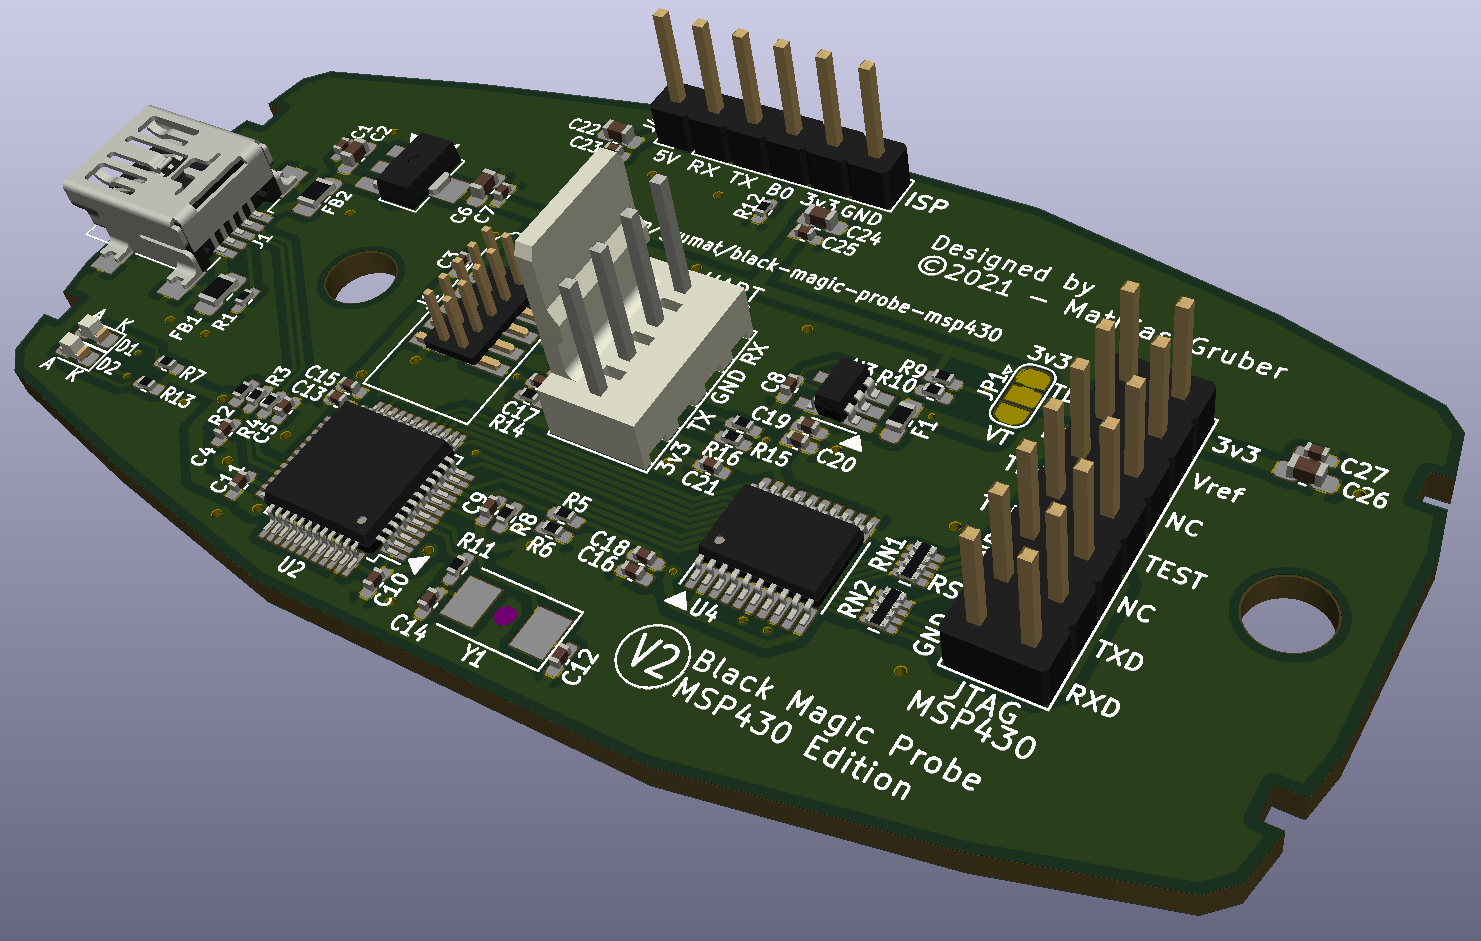 C1
C2
C22
C23
5V RX TX B0 3v3 GND
ISP
FB2
C6
C7
R12
C24
C25
J1
Designed by
©2021 - Gruber
/black-magic-probe-msp430
FB1
R1
A K
D1
A K
D2
R7
R13
RX
GND
TX
3v3
3v3
JP1
VT
C8
R9
R10
F1
C19
C20
R16
R15
C21
C17
R14
C15
C13
R3
R2
R4
C5
C4
C11
U2
C10
C9
R8
R5
R6
R11
C14
Y1
C12
C18
C16
U4
RN1
RN2
RS
GND
3v3
Vref
NC
TEST
NC
TXD
RXD
C27
C26
JTAG
MSP430
V2
Black Magic Probe
MSP430 Edition